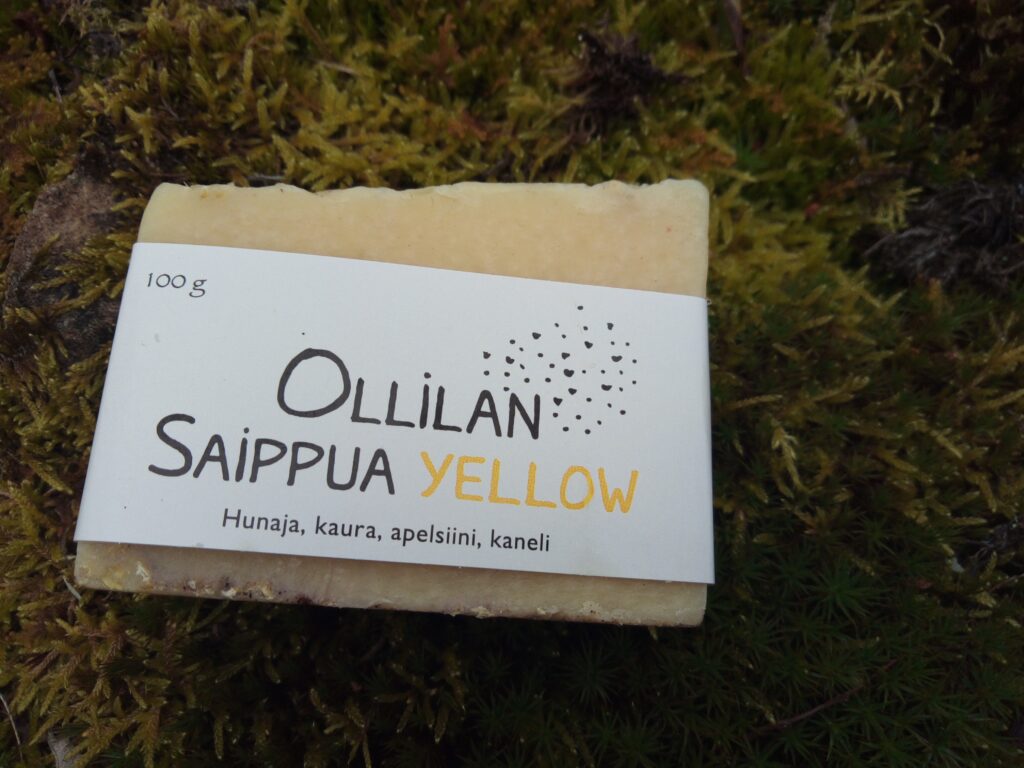 100 g
OLLILAN
SAIPPUA YELLOW
Hunaja, kaura, apelsiini, kaneli